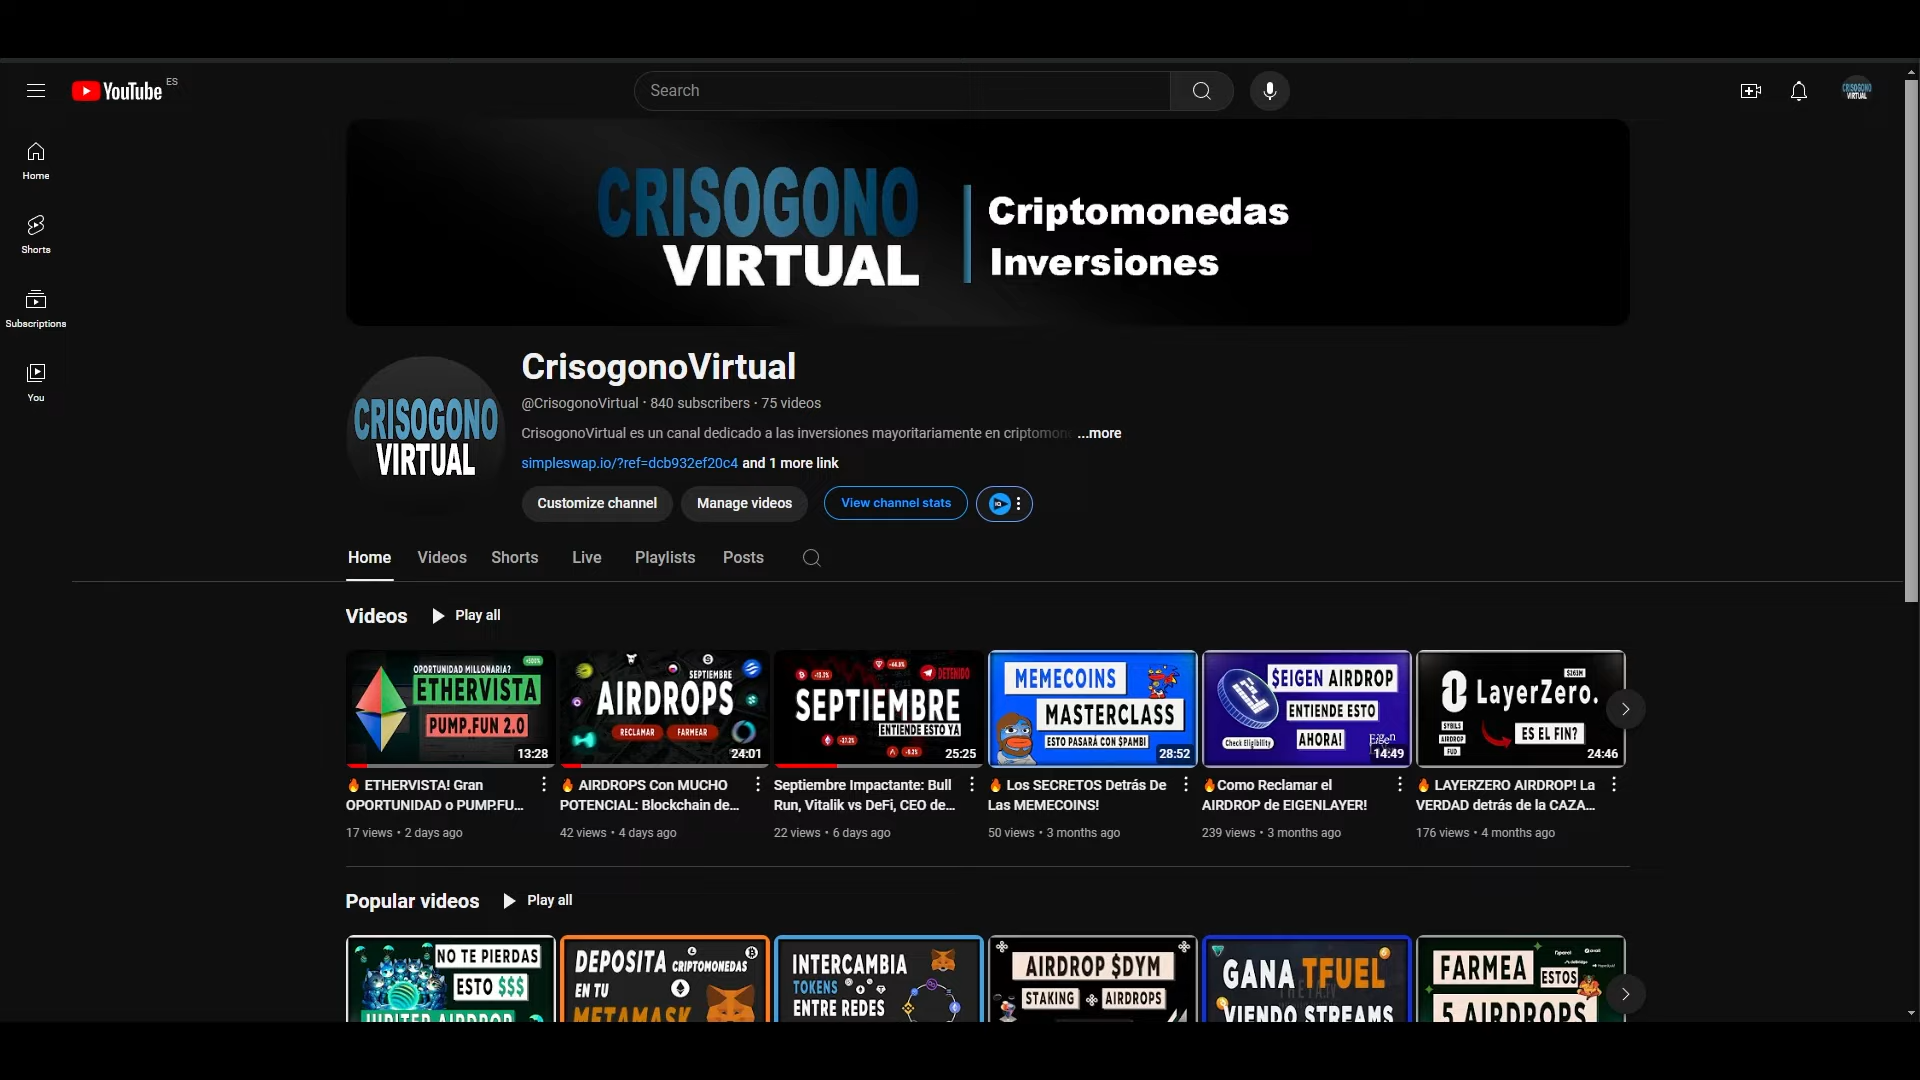 YouTube ES
Search
CRISOGONO
VIRTUAL
Home
Shorts
Subscriptions
You
CRISOGONO
VIRTUAL
Criptomonedas
Inversiones
CRISOGONO
VIRTUAL
CrisogonoVirtual
@CrisogonoVirtual · 840 subscribers · 75 videos
CrisogonoVirtual es un canal dedicado a las inversiones mayoritariamente en criptomon ...more
simpleswap.io/?ref=dcb932ef20c4 and 1 more link
Customize channel
Manage videos
View channel stats
Home Videos Shorts Live Playlists Posts
Videos Play all
OPORTUNIDAD MILLONARIA?
ETHERVISTA
PUMP.FUN 2.0
13:28
SEPTIEMBRE
AIRDROPS
RECLAMAR FARMEAR
24:01
DETENIDO
SEPTIEMBRE
ENTIENDE ESTO YA
25:25
MEMECOINS
MASTERCLASS
ESTO PASARÁ CON $PAMBI
28:52
$EIGEN AIRDROP
ENTIENDE ESTO
AHORA!
Check Eligibility
Eigen
14:49
LayerZero.
SYBILS
AIRDROP
FUD
ES EL FIN?
24:46
🔥 ETHERVISTA! Gran
OPORTUNIDAD o PUMP.FU...
17 views • 2 days ago
🔥 AIRDROPS Con MUCHO
POTENCIAL: Blockchain de...
42 views • 4 days ago
Septiembre Impactante: Bull
Run, Vitalik vs DeFi, CEO de...
22 views • 6 days ago
🔥 Los SECRETOS Detrás De
Las MEMECOINS!
50 views • 3 months ago
🔥Como Reclamar el
AIRDROP de EIGENLAYER!
239 views • 3 months ago
🔥 LAYERZERO AIRDROP! La
VERDAD detrás de la CAZA...
176 views • 4 months ago
Popular videos Play all
NO TE PIERDAS
ESTO $$$
JUPITER AIRDROP
DEPOSITA CRIPTOMONEDAS
EN TU
METAMASK
INTERCAMBIA
TOKENS
ENTRE REDES
AIRDROP $DYM
STAKING AIRDROPS
GANA TFUEL
VIENDO STREAMS
FARMEA ESTOS
5 AIRDROPS